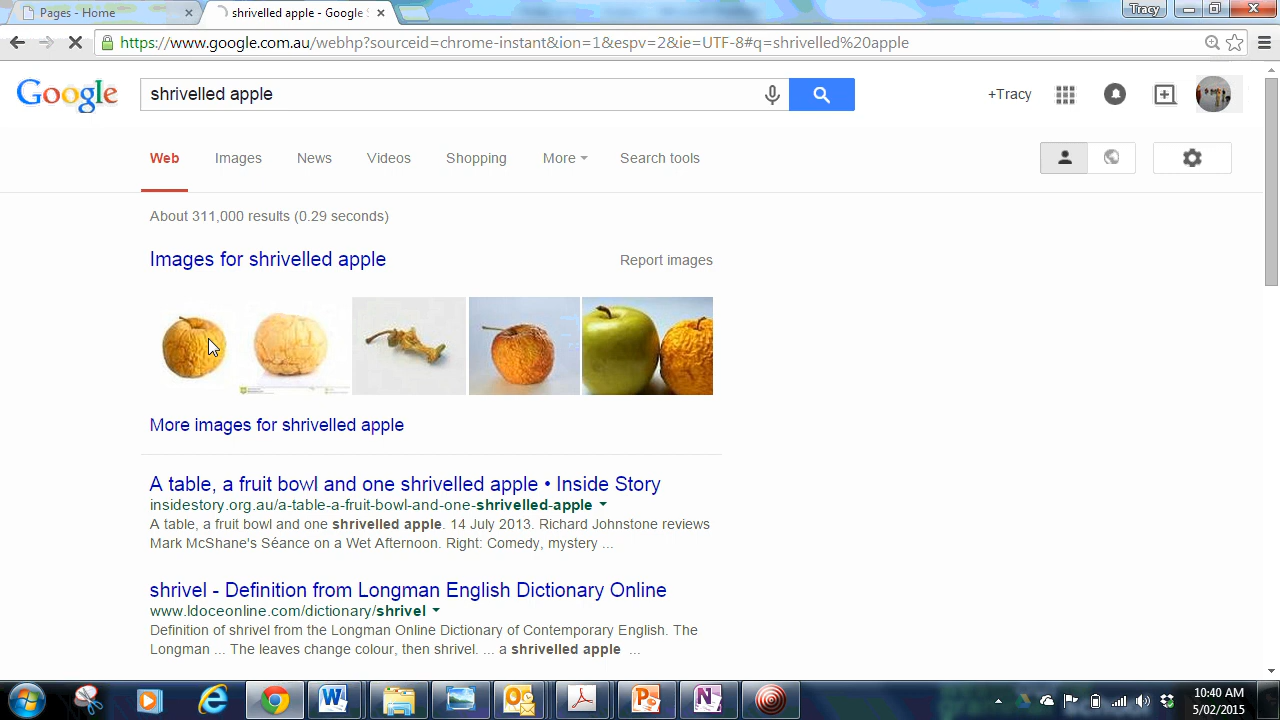 Pages - Home
shrivelled apple - Google S
Tracy
https://www.google.com.au/webhp?sourceid=chrome-instant&ion=1&espv=2&ie=UTF-8#q=shrivelled%20apple
Google
shrivelled apple
+Tracy
Web Images News Videos Shopping More Search tools
About 311,000 results (0.29 seconds)
Images for shrivelled apple
Report images
More images for shrivelled apple
A table, a fruit bowl and one shrivelled apple • Inside Story
insidestory.org.au/a-table-a-fruit-bowl-and-one-shrivelled-apple
A table, a fruit bowl and one shrivelled apple. 14 July 2013. Richard Johnstone reviews
Mark McShane's Séance on a Wet Afternoon. Right: Comedy, mystery ...
shrivel - Definition from Longman English Dictionary Online
www.ldoceonline.com/dictionary/shrivel
Definition of shrivel from the Longman Online Dictionary of Contemporary English. The
Longman ... The leaves change colour, then shrivel. ... a shrivelled apple ...
10:40 AM
5/02/2015